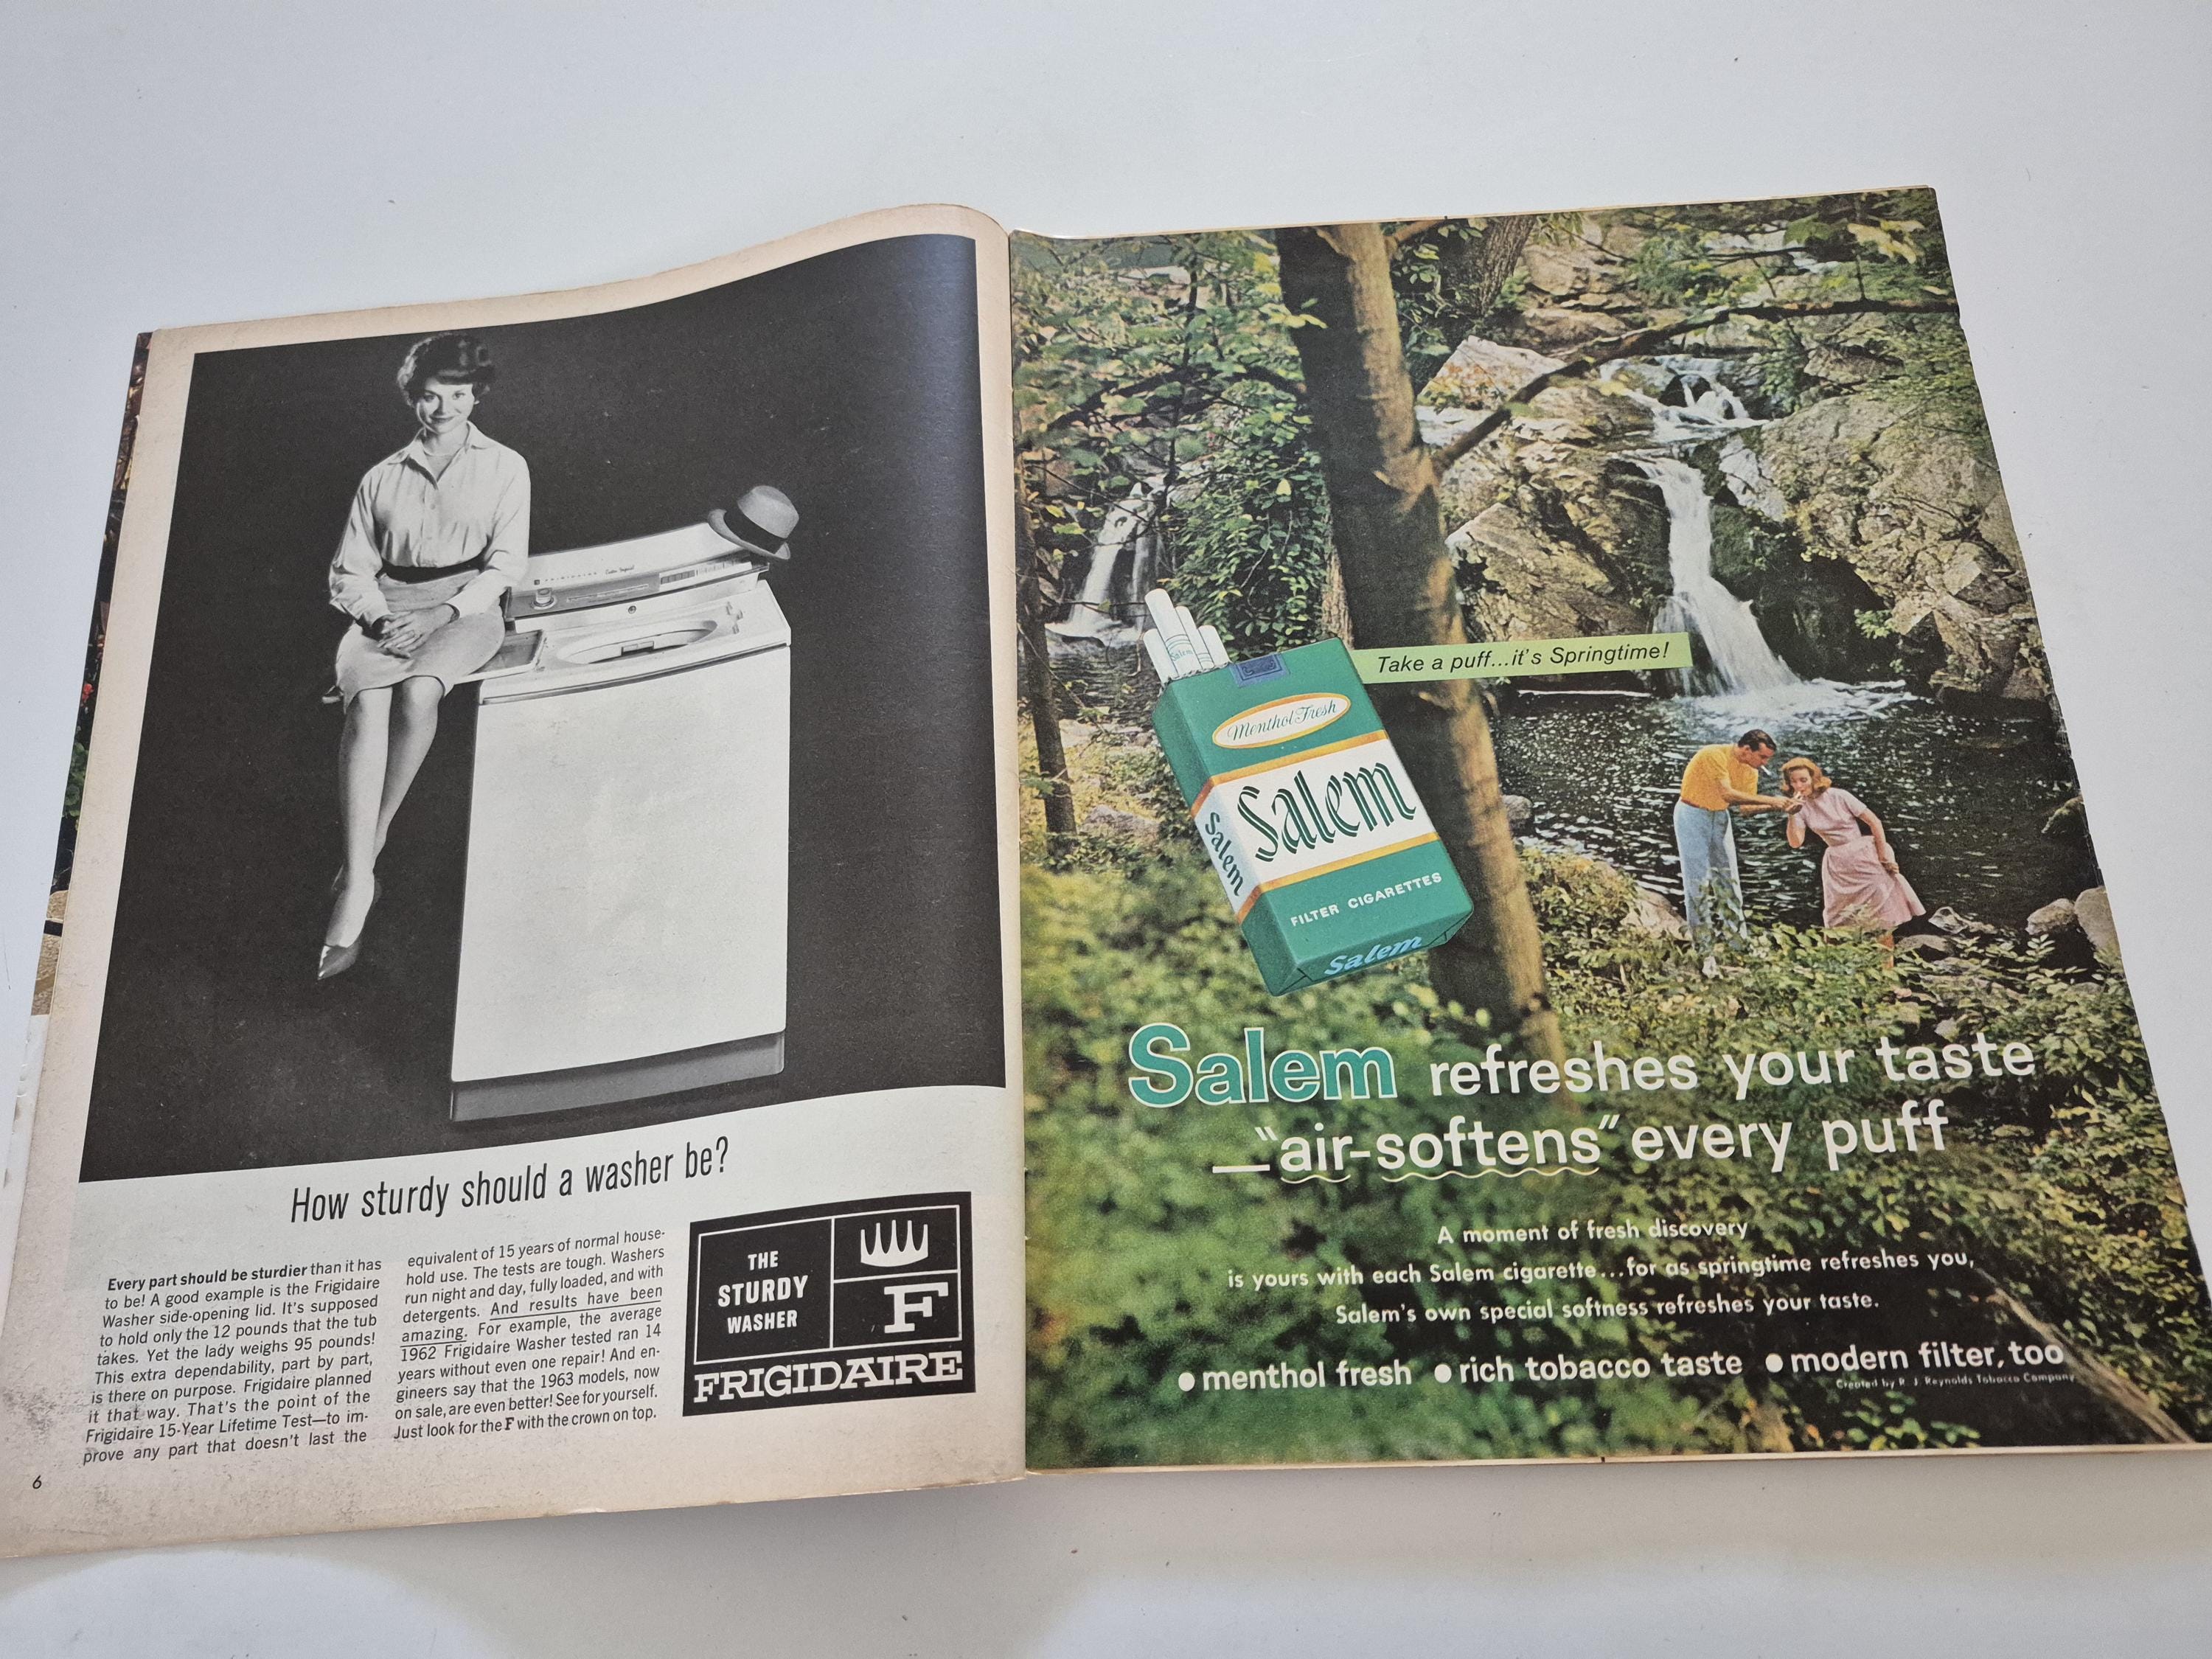 FRIGIDAIRE
How sturdy should a washer be?
Every part should be sturdier than it has
to be! A good example is the Frigidaire
Washer side-opening lid. It's supposed
to hold only the 12 pounds that the tub
takes. Yet the lady weighs 95 pounds!
This extra dependability, part by part,
is there on purpose. Frigidaire planned
it that way. That's the point of the
Frigidaire 15-Year Lifetime Test—to im-
prove any part that doesn't last the
equivalent of 15 years of normal house-
hold use. The tests are tough. Washers
run night and day, fully loaded, and with
detergents. And results have been
amazing. For example, the average
1962 Frigidaire Washer tested ran 14
years without even one repair! And en-
gineers say that the 1963 models, now
on sale, are even better! See for yourself.
Just look for the F with the crown on top.
THE
STURDY
WASHER
F
FRIGIDAIRE
6
Take a puff...it's Springtime!
Salem
Menthol Fresh
Salem
Salem
FILTER CIGARETTES
Salem
Salem refreshes your taste
—"air-softens" every puff
A moment of fresh discovery
is yours with each Salem cigarette...for as springtime refreshes you,
Salem's own special softness refreshes your taste.
• menthol fresh • rich tobacco taste • modern filter, too
Created by R. J. Reynolds Tobacco Company